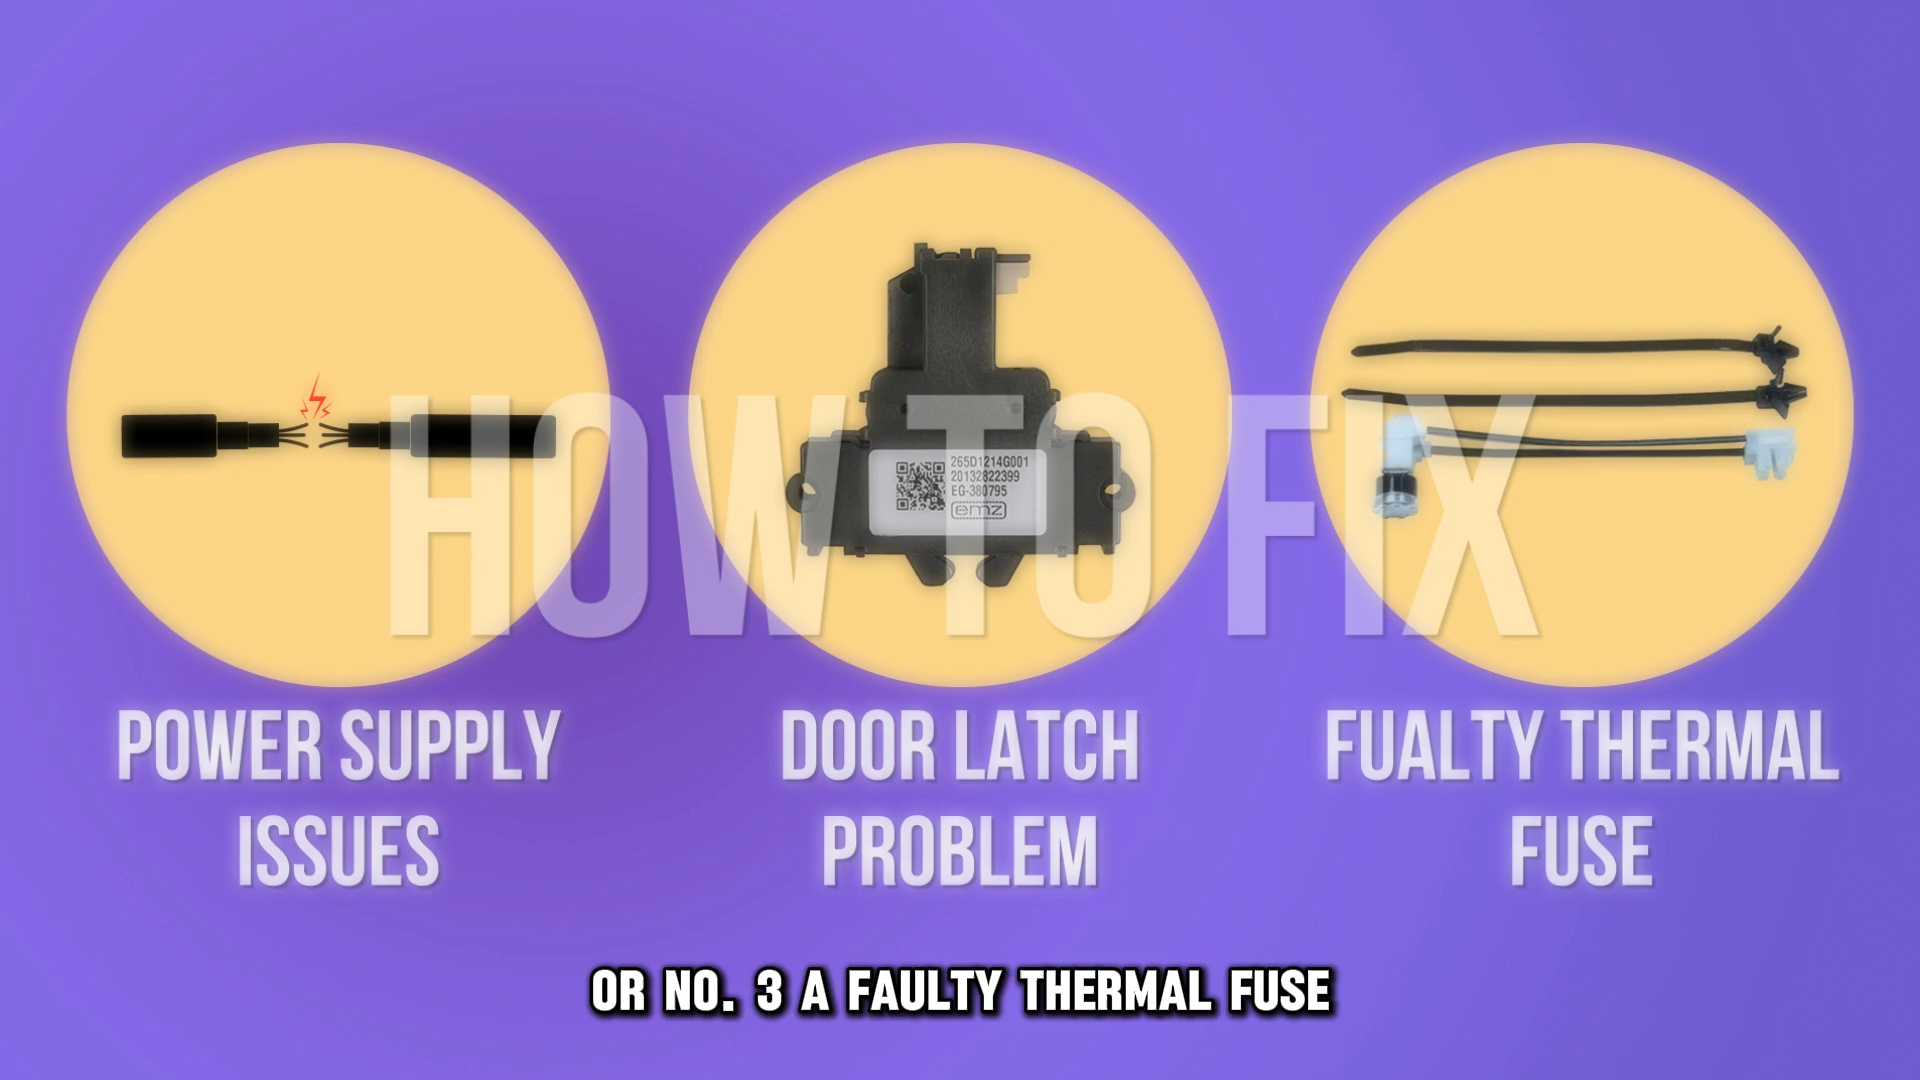 265D1214G001
20132822399
EG-380795
emz
HOW TO FIX
POWER SUPPLY
ISSUES
DOOR LATCH
PROBLEM
FUALTY THERMAL
FUSE
OR NO. 3 A FAULTY THERMAL FUSE